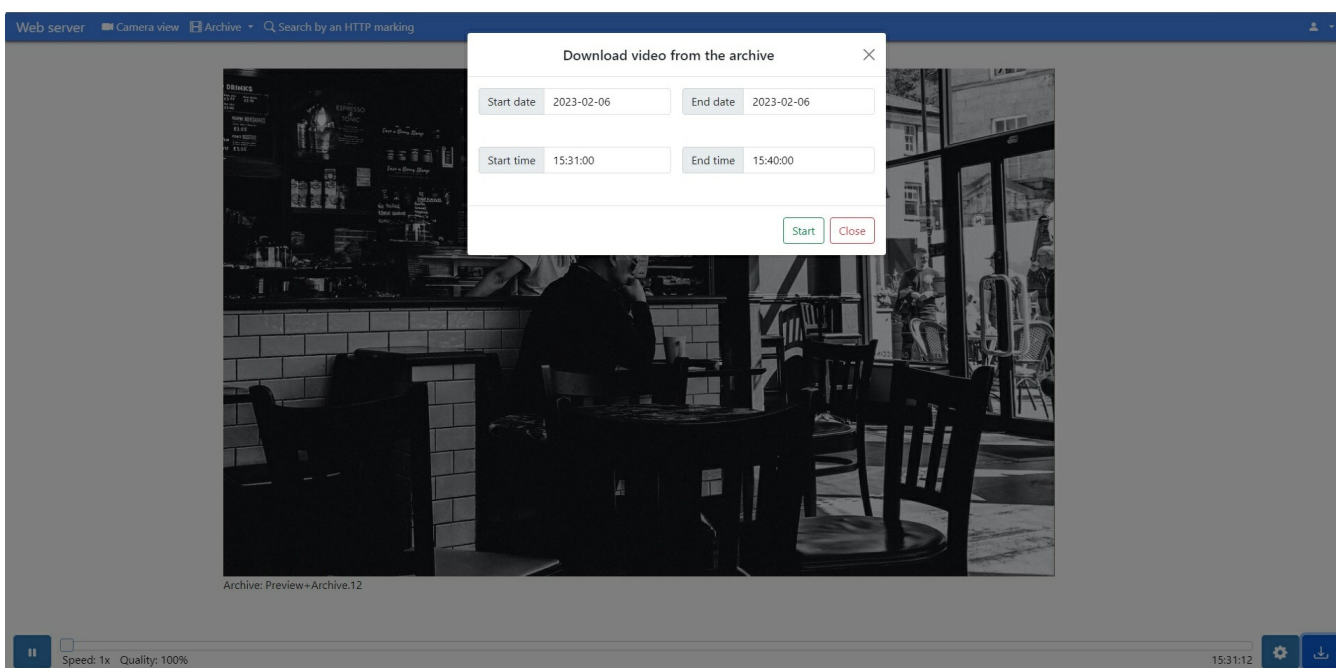 Web server Camera view Archive Search by an HTTP marking
Download video from the archive
Start date 2023-02-06 End date 2023-02-06
Start time 15:31:00 End time 15:40:00
Start Close
DRINKS
ESPRESSO
&
TONIC
Archive: Preview+Archive.12
Speed: 1x Quality: 100% 15:31:12